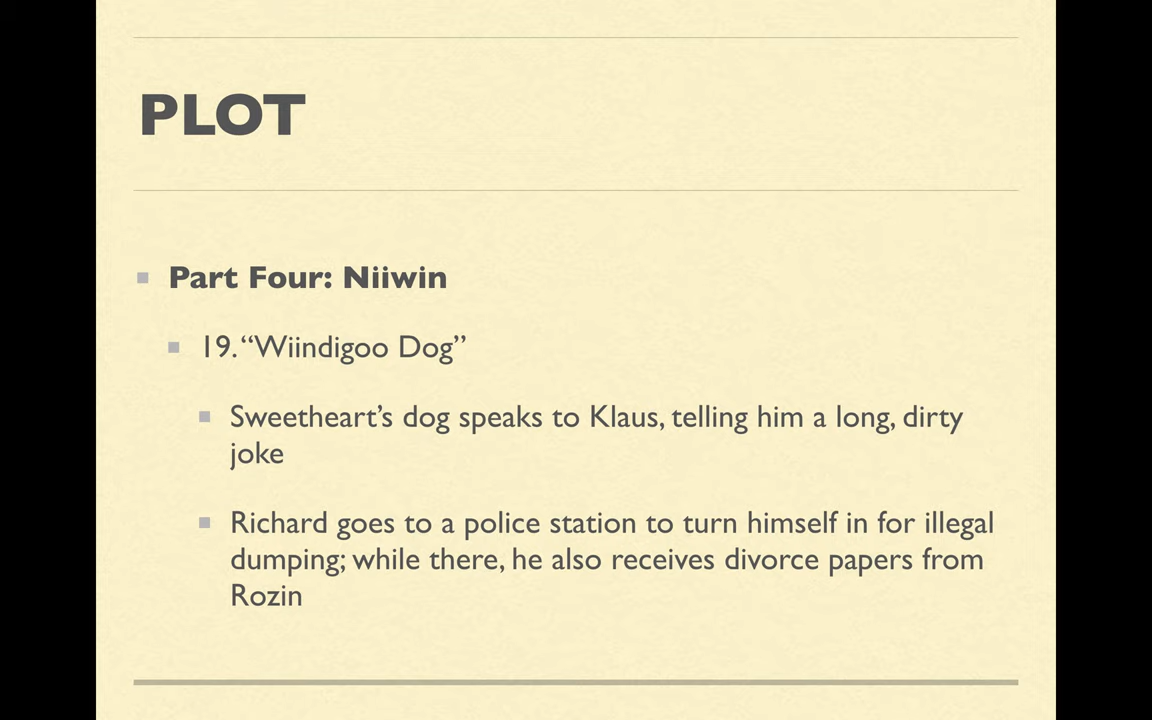 PLOT
Part Four: Niiwin
19. “Wiindigoo Dog”
Sweetheart’s dog speaks to Klaus, telling him a long, dirty
joke
Richard goes to a police station to turn himself in for illegal
dumping; while there, he also receives divorce papers from
Rozin